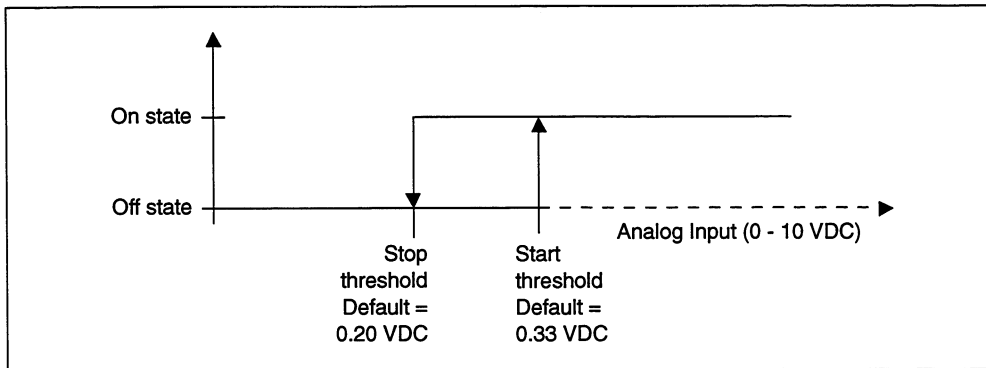 On state
Off state
Analog Input (0 - 10 VDC)
Stop
threshold
Default =
0.20 VDC
Start
threshold
Default =
0.33 VDC